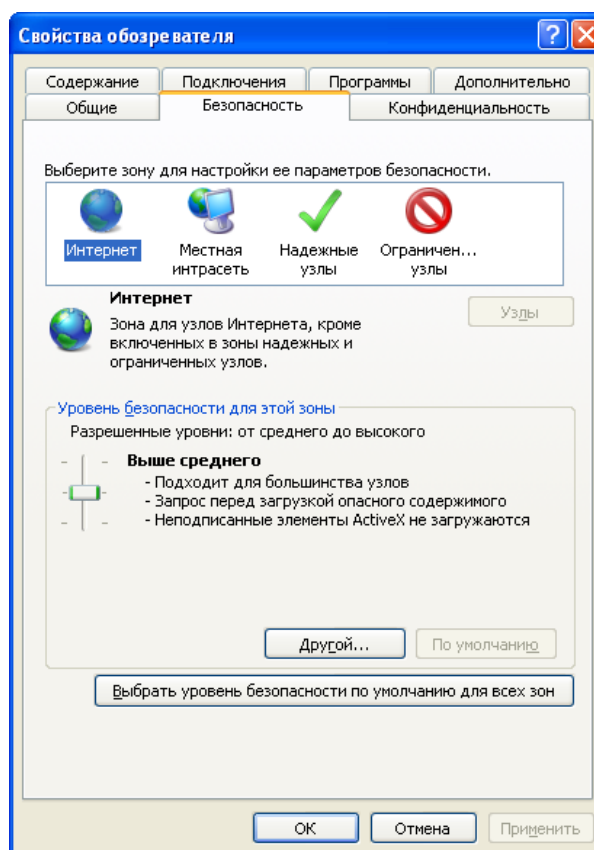 Свойства обозревателя
Содержание Подключения Программы Дополнительно
Общие Безопасность Конфиденциальность
Выберите зону для настройки ее параметров безопасности.
Интернет Местная интрасеть Надежные узлы Ограничен... узлы
Интернет
Зона для узлов Интернета, кроме
включенных в зоны надежных и
ограниченных узлов.
Узлы
Уровень безопасности для этой зоны
Разрешенные уровни: от среднего до высокого
Выше среднего
- Подходит для большинства узлов
- Запрос перед загрузкой опасного содержимого
- Неподписанные элементы ActiveX не загружаются
Другой... По умолчанию
Выбрать уровень безопасности по умолчанию для всех зон
ОК Отмена Применить